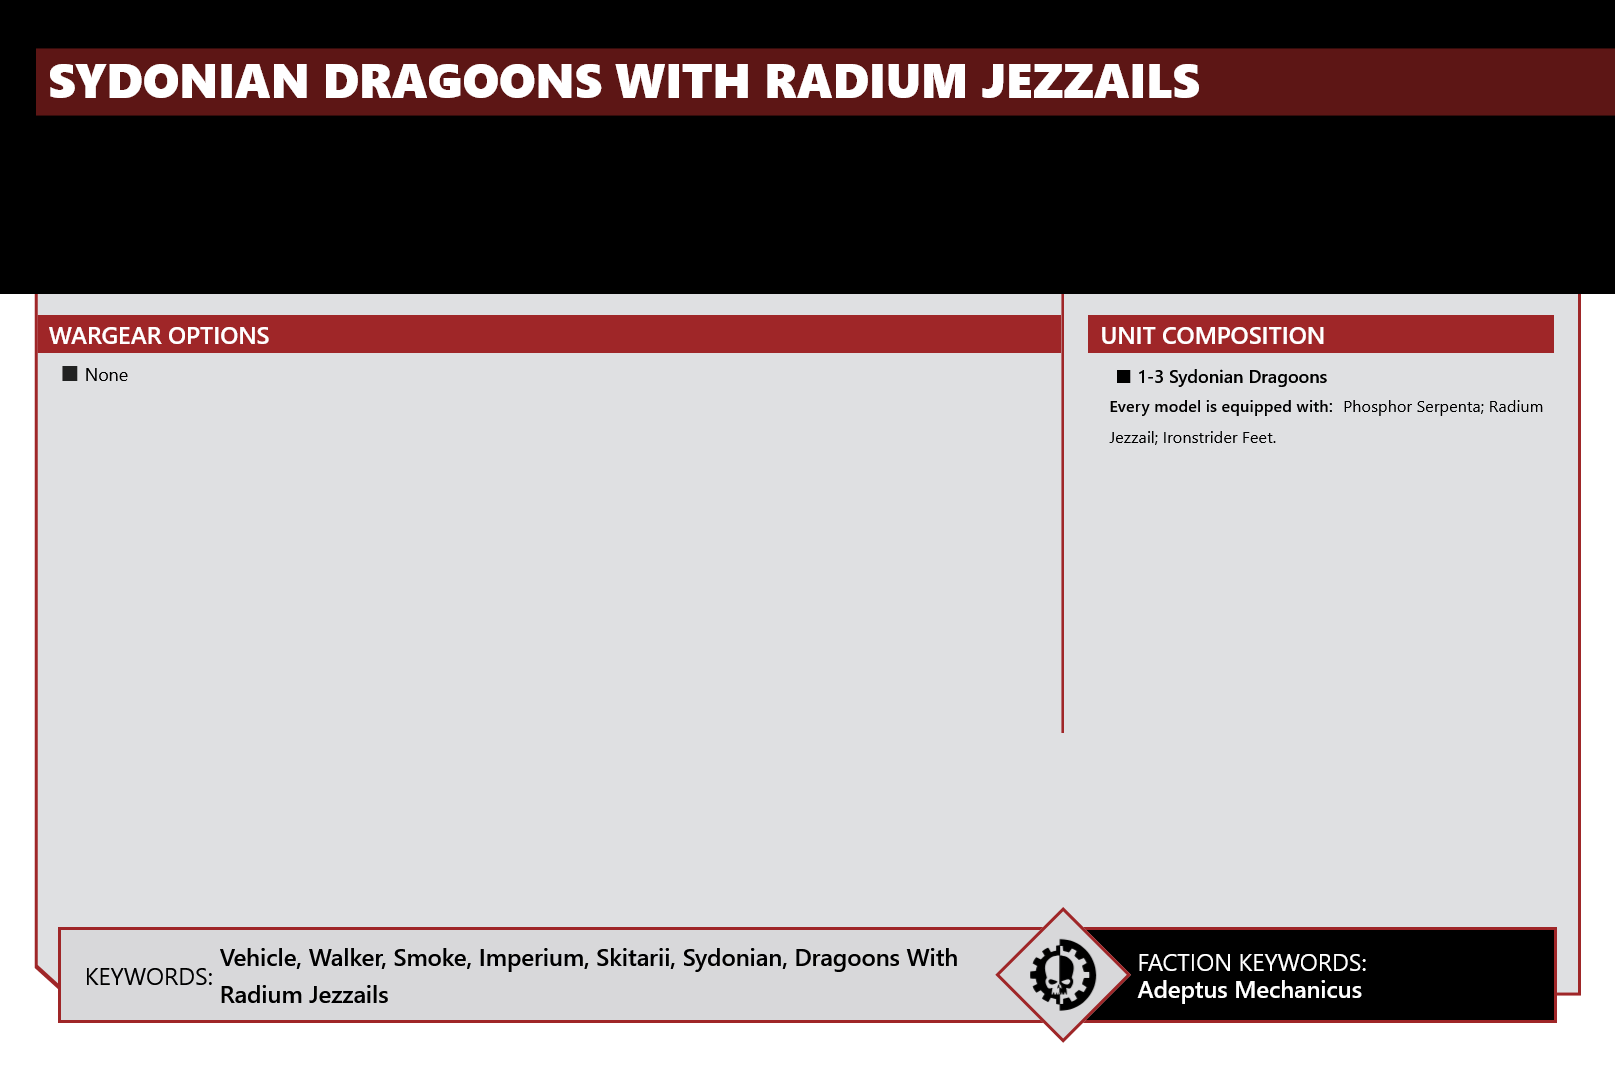 SYDONIAN DRAGOONS WITH RADIUM JEZZAILS
WARGEAR OPTIONS
■ None
UNIT COMPOSITION
■ 1-3 Sydonian Dragoons
Every model is equipped with: Phosphor Serpenta; Radium
Jezzail; Ironstrider Feet.
KEYWORDS: Vehicle, Walker, Smoke, Imperium, Skitarii, Sydonian, Dragoons With
Radium Jezzails
FACTION KEYWORDS:
Adeptus Mechanicus